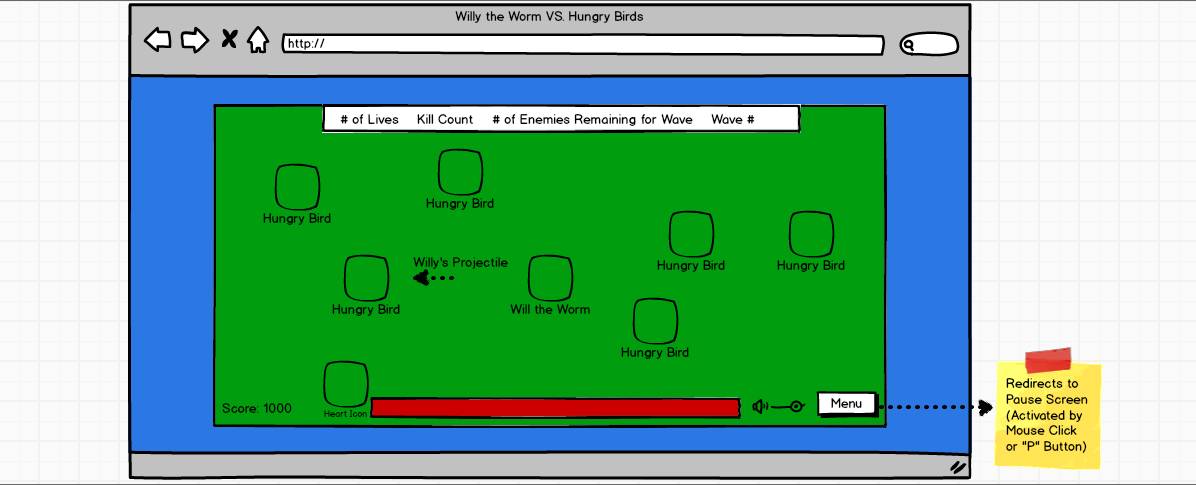 Willy the Worm VS. Hungry Birds
http://
# of Lives Kill Count # of Enemies Remaining for Wave Wave #
Hungry Bird
Hungry Bird
Hungry Bird
Hungry Bird
Willy's Projectile
Hungry Bird
Will the Worm
Hungry Bird
Score: 1000
Heart Icon
Menu
Redirects to
Pause Screen
(Activated by
Mouse Click
or "P" Button)